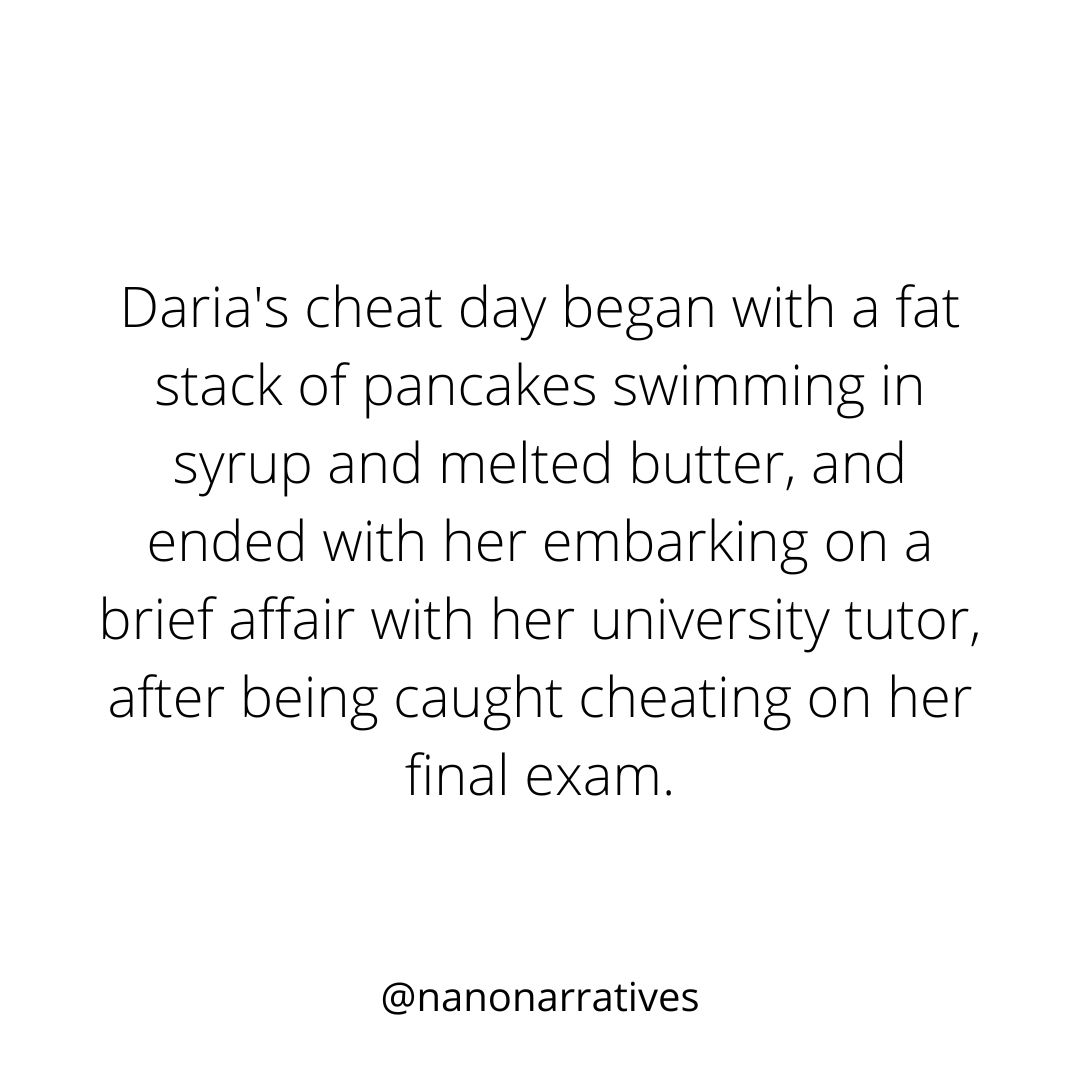 Daria's cheat day began with a fat
stack of pancakes swimming in
syrup and melted butter, and
ended with her embarking on a
brief affair with her university tutor,
after being caught cheating on her
final exam.
@nanonarratives